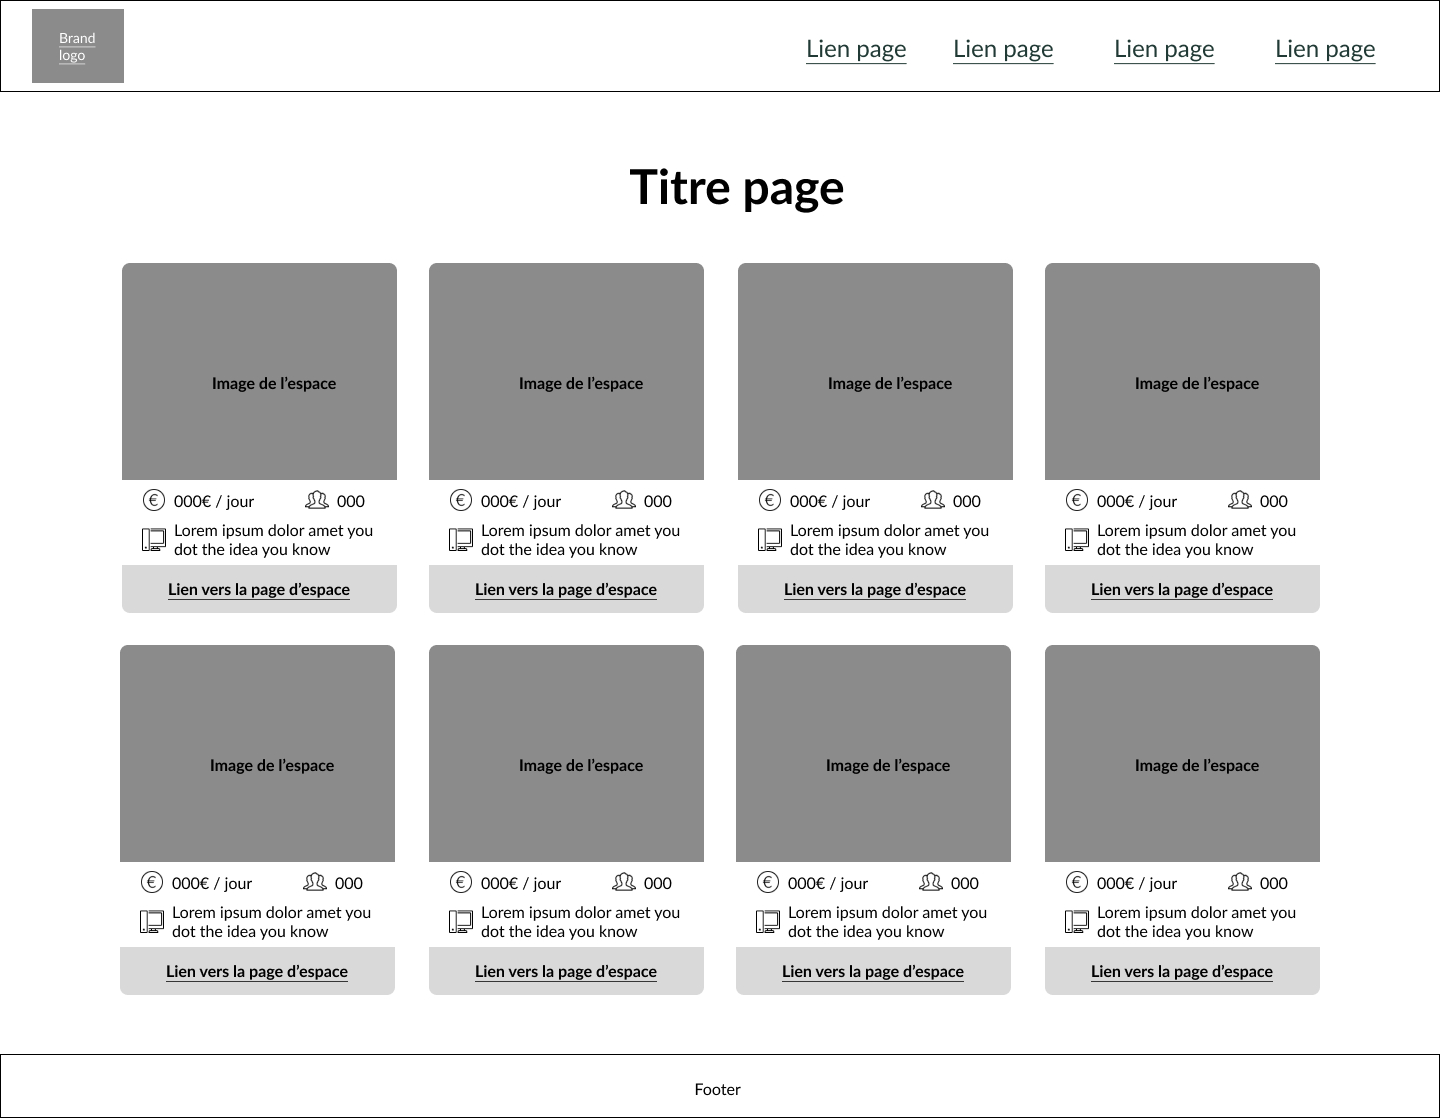 Brand
logo
Lien page
Lien page
Lien page
Lien page
Titre page
Image de l’espace
Image de l’espace
Image de l’espace
Image de l’espace
€ 000€ / jour 000
€ 000€ / jour 000
€ 000€ / jour 000
€ 000€ / jour 000
Lorem ipsum dolor amet you
dot the idea you know
Lorem ipsum dolor amet you
dot the idea you know
Lorem ipsum dolor amet you
dot the idea you know
Lorem ipsum dolor amet you
dot the idea you know
Lien vers la page d’espace
Lien vers la page d’espace
Lien vers la page d’espace
Lien vers la page d’espace
Image de l’espace
Image de l’espace
Image de l’espace
Image de l’espace
€ 000€ / jour 000
€ 000€ / jour 000
€ 000€ / jour 000
€ 000€ / jour 000
Lorem ipsum dolor amet you
dot the idea you know
Lorem ipsum dolor amet you
dot the idea you know
Lorem ipsum dolor amet you
dot the idea you know
Lorem ipsum dolor amet you
dot the idea you know
Lien vers la page d’espace
Lien vers la page d’espace
Lien vers la page d’espace
Lien vers la page d’espace
Footer